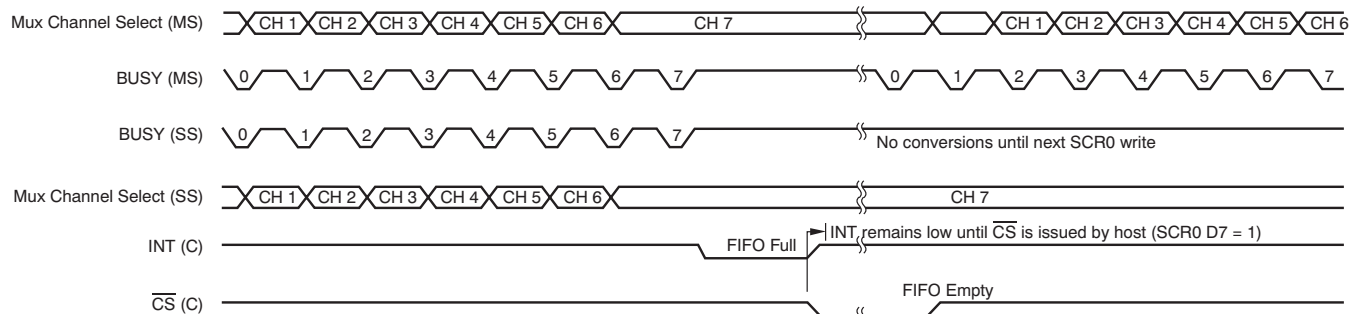 Mux Channel Select (MS) CH 1 CH 2 CH 3 CH 4 CH 5 CH 6 CH 7 CH 1 CH 2 CH 3 CH 4 CH 5 CH 6
BUSY (MS) 0 1 2 3 4 5 6 7 0 1 2 3 4 5 6 7
BUSY (SS) 0 1 2 3 4 5 6 7 No conversions until next SCR0 write
Mux Channel Select (SS) CH 1 CH 2 CH 3 CH 4 CH 5 CH 6 CH 7
INT (C) FIFO Full INT remains low until C̅S̅ is issued by host (SCR0 D7 = 1)
C̅S̅ (C) FIFO Empty